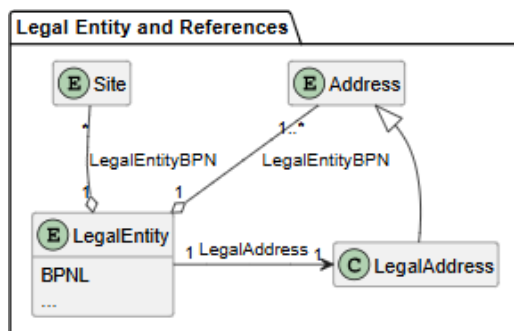 Legal Entity and References
E Site
E Address
*
1..*
LegalEntityBPN
LegalEntityBPN
1
1
E LegalEntity
BPNL
...
1 LegalAddress 1
C LegalAddress